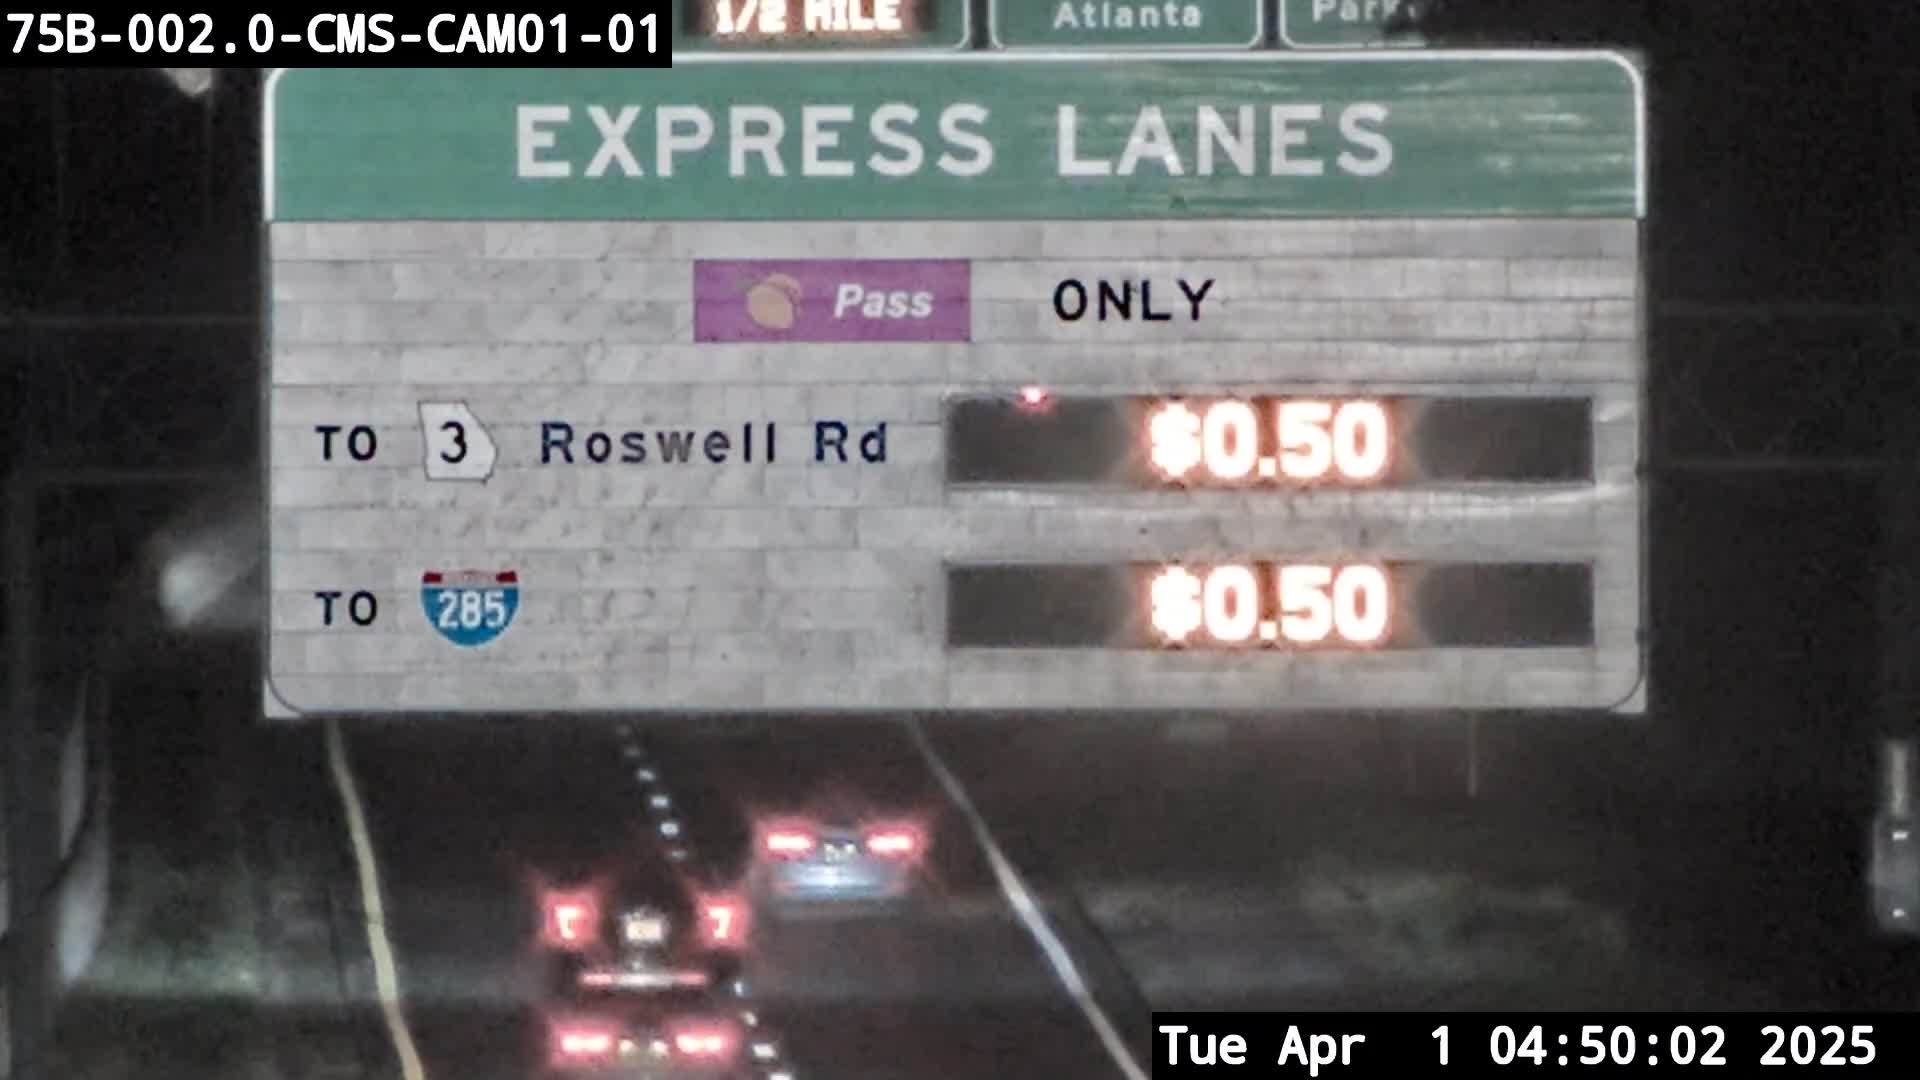 75B-002.0-CMS-CAM01-01
1/2 MILE
Atlanta
Park
EXPRESS LANES
Pass ONLY
TO 3 Roswell Rd $0.50
TO 285 $0.50
Tue Apr 1 04:50:02 2025